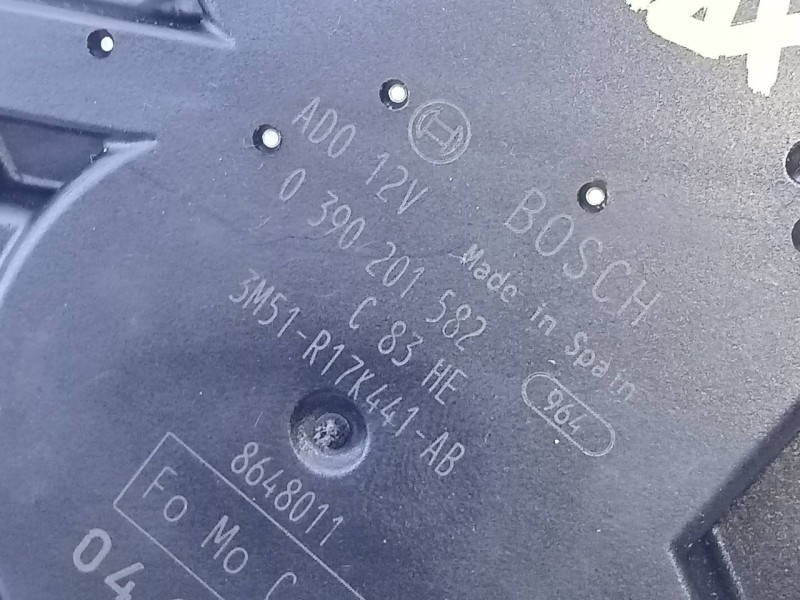 BOSCH
AD0 12V Made in Spain
0 390 201 582 964
C 83 HE
3M51-R17K441-AB
8648011
Fo Mo C
04